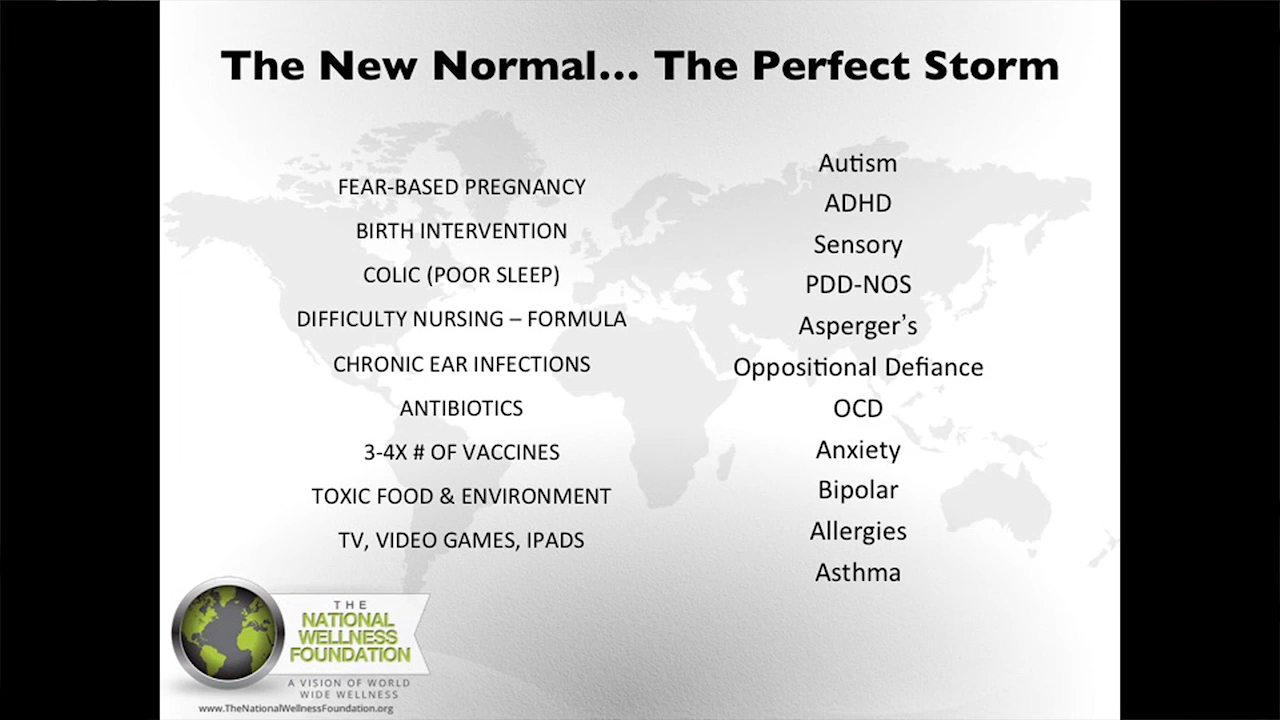 The New Normal... The Perfect Storm
FEAR-BASED PREGNANCY
BIRTH INTERVENTION
COLIC (POOR SLEEP)
DIFFICULTY NURSING – FORMULA
CHRONIC EAR INFECTIONS
ANTIBIOTICS
3-4X # OF VACCINES
TOXIC FOOD & ENVIRONMENT
TV, VIDEO GAMES, IPADS
Autism
ADHD
Sensory
PDD-NOS
Asperger’s
Oppositional Defiance
OCD
Anxiety
Bipolar
Allergies
Asthma
THE
NATIONAL
WELLNESS
FOUNDATION
A VISION OF WORLD
WIDE WELLNESS
www.TheNationalWellnessFoundation.org